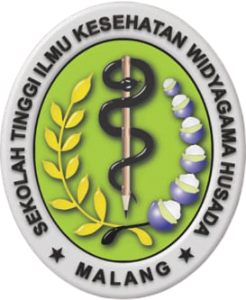 SEKOLAH TINGGI ILMU KESEHATAN WIDYAGAMA HUSADA
★ MALANG ★